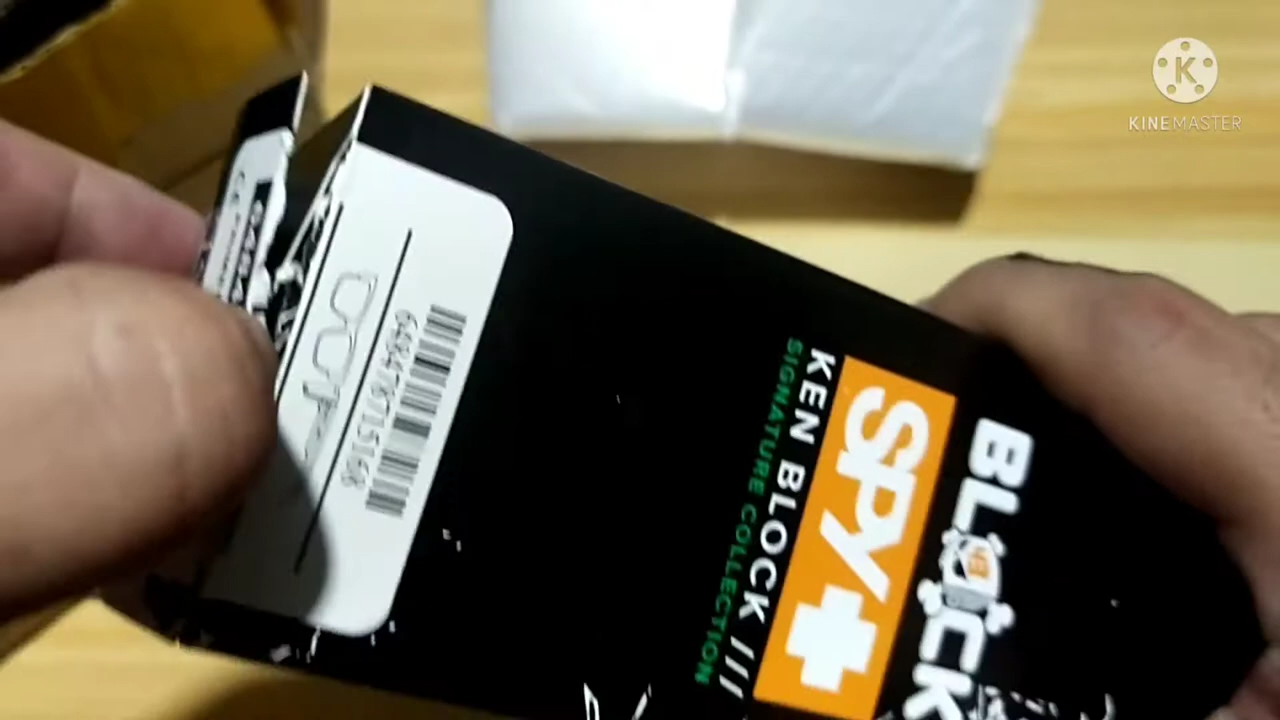 KINEMASTER
BLOCK
SPY+
KEN BLOCK ///
SIGNATURE COLLECTION